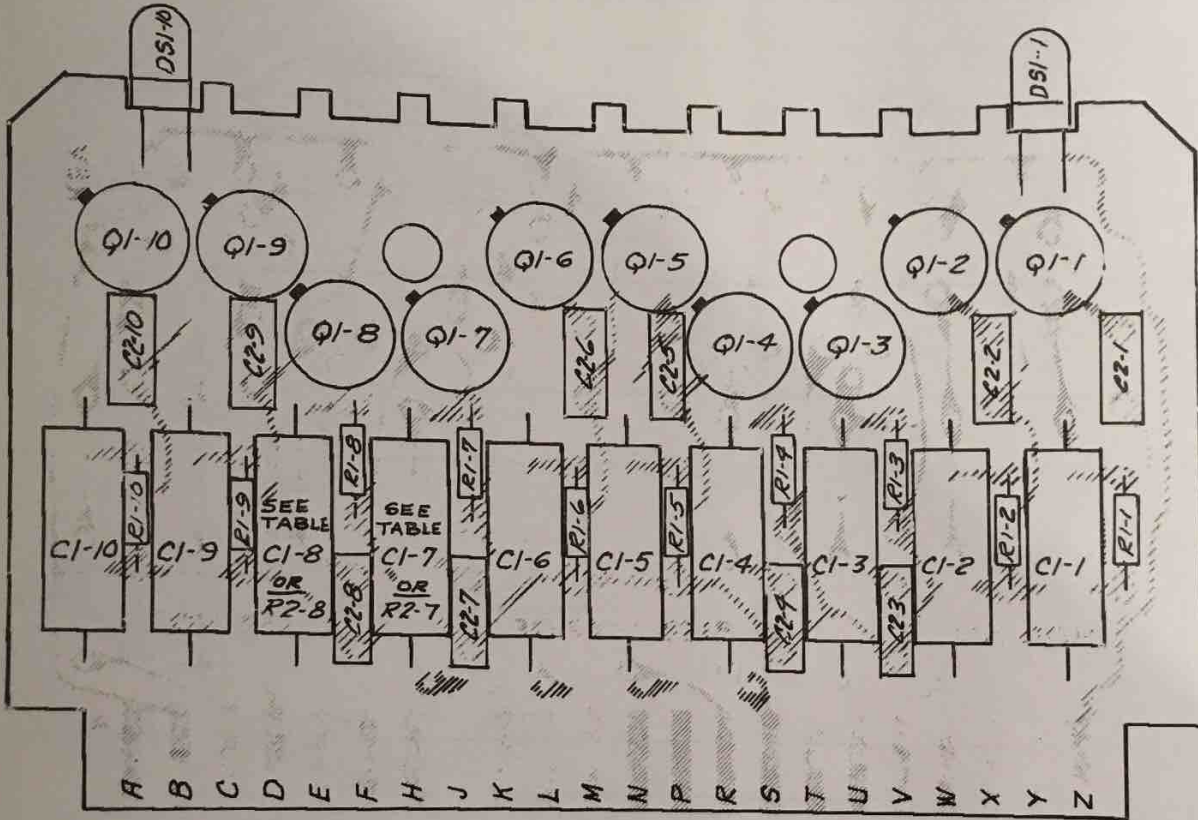 DS1-10
DS1-1
Q1-10
Q1-9
Q1-8
Q1-7
Q1-6
Q1-5
Q1-4
Q1-3
Q1-2
Q1-1
C2-10
C2-9
C2-6
C2-5
C2-2
C2-1
C1-10
R1-10
C1-9
R1-9
SEE
TABLE
C1-8
OR
R2-8
R1-8
C2-8
SEE
TABLE
C1-7
OR
R2-7
R1-7
C2-7
C1-6
R1-6
C1-5
R1-5
C1-4
R1-4
C2-4
C1-3
R1-3
C2-3
C1-2
R1-2
C1-1
R1-1
A B C D E F H J K L M N P R S T U V W X Y Z